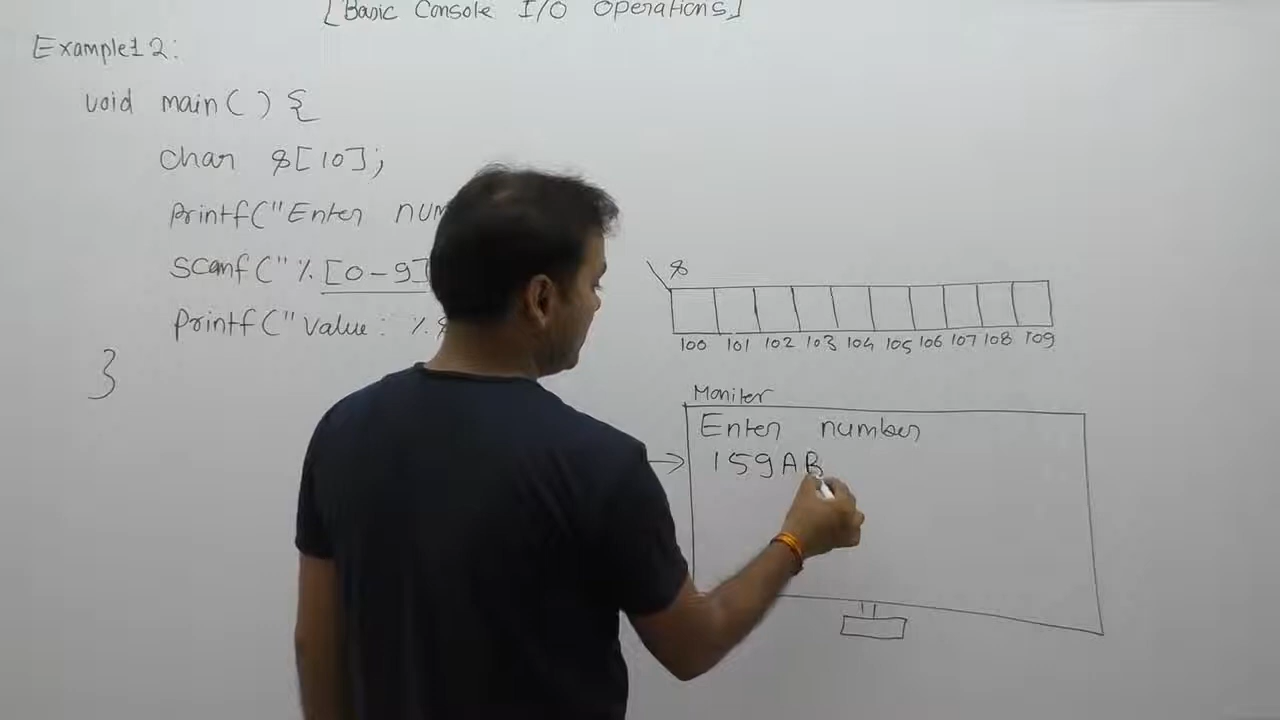 [Basic Console I/O Operations]
Example12:
void main( ) {
char s[10];
printf("Enter num
scanf("%[0-9]
printf("value: %s
}
s
100 101 102 103 104 105 106 107 108 109
Moniter
Enter number
159AB